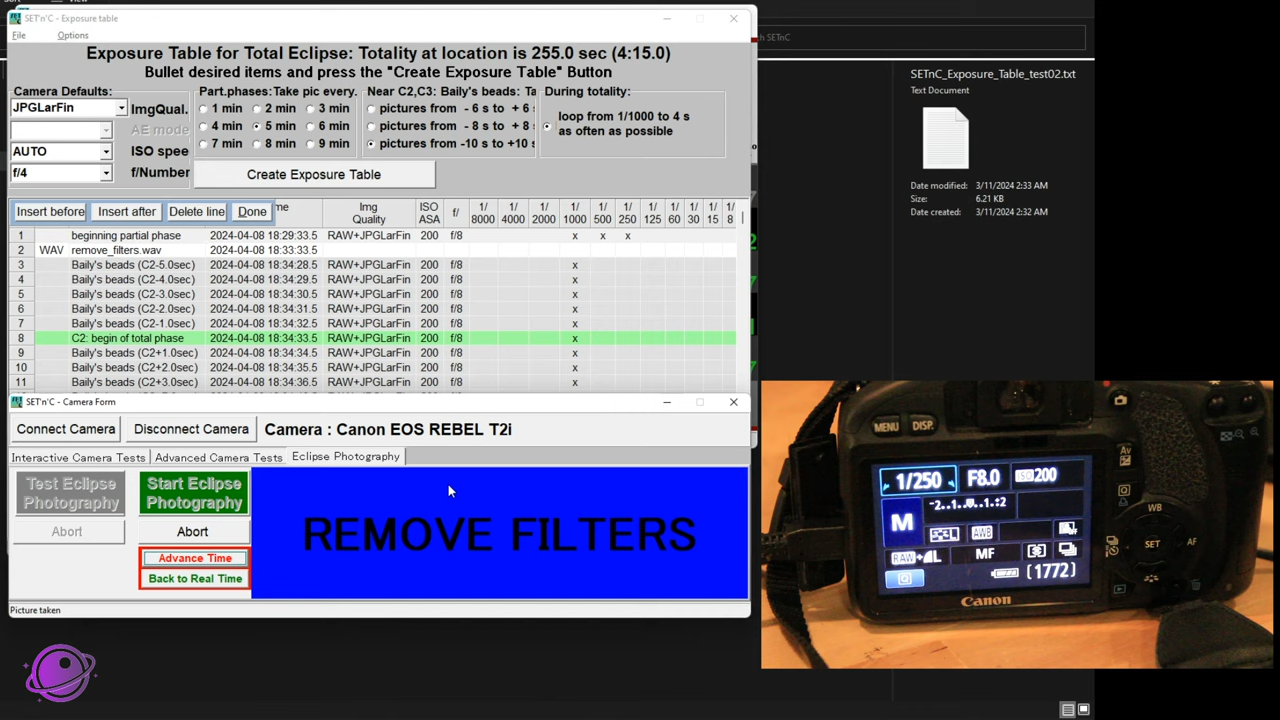 SET'n'C - Exposure table
File Options
Exposure Table for Total Eclipse: Totality at location is 255.0 sec (4:15.0)
Bullet desired items and press the "Create Exposure Table" Button
Camera Defaults: Part.phases:Take pic every. Near C2,C3: Baily's beads: Ta During totality:
JPGLarFin ImgQual. 1 min 2 min 3 min pictures from - 6 s to + 6 s loop from 1/1000 to 4 s
AE mode 4 min 5 min 6 min pictures from - 8 s to + 8 s as often as possible
AUTO ISO spee 7 min 8 min 9 min pictures from -10 s to +10 s
f/4 f/Number Create Exposure Table
Insert before Insert after Delete line Done me Img Quality ISO ASA f/ 1/8000 1/4000 1/2000 1/1000 1/500 1/250 1/125 1/60 1/30 1/15 1/8
1 beginning partial phase 2024-04-08 18:29:33.5 RAW+JPGLarFin 200 f/8 x x x
2 WAV remove_filters.wav 2024-04-08 18:33:33.5
3 Baily's beads (C2-5.0sec) 2024-04-08 18:34:28.5 RAW+JPGLarFin 200 f/8 x
4 Baily's beads (C2-4.0sec) 2024-04-08 18:34:29.5 RAW+JPGLarFin 200 f/8 x
5 Baily's beads (C2-3.0sec) 2024-04-08 18:34:30.5 RAW+JPGLarFin 200 f/8 x
6 Baily's beads (C2-2.0sec) 2024-04-08 18:34:31.5 RAW+JPGLarFin 200 f/8 x
7 Baily's beads (C2-1.0sec) 2024-04-08 18:34:32.5 RAW+JPGLarFin 200 f/8 x
8 C2: begin of total phase 2024-04-08 18:34:33.5 RAW+JPGLarFin 200 f/8 x
9 Baily's beads (C2+1.0sec) 2024-04-08 18:34:34.5 RAW+JPGLarFin 200 f/8 x
10 Baily's beads (C2+2.0sec) 2024-04-08 18:34:35.5 RAW+JPGLarFin 200 f/8 x
11 Baily's beads (C2+3.0sec) 2024-04-08 18:34:36.5 RAW+JPGLarFin 200 f/8 x
SET'n'C - Camera Form
Connect Camera Disconnect Camera Camera : Canon EOS REBEL T2i
Interactive Camera Tests Advanced Camera Tests Eclipse Photography
Test Eclipse Photography Start Eclipse Photography
Abort Abort
REMOVE FILTERS
Advance Time
Back to Real Time
Picture taken
SETnC
SETnC_Exposure_Table_test02.txt
Text Document
Date modified: 3/11/2024 2:33 AM
Size: 6.21 KB
Date created: 3/11/2024 2:32 AM
MENU DISP.
1/250 F8.0 ISO 200
-2..1..0..1.:2
M
AWB
RAW+L MF
(1772)
Canon
Av
WB
SET AF